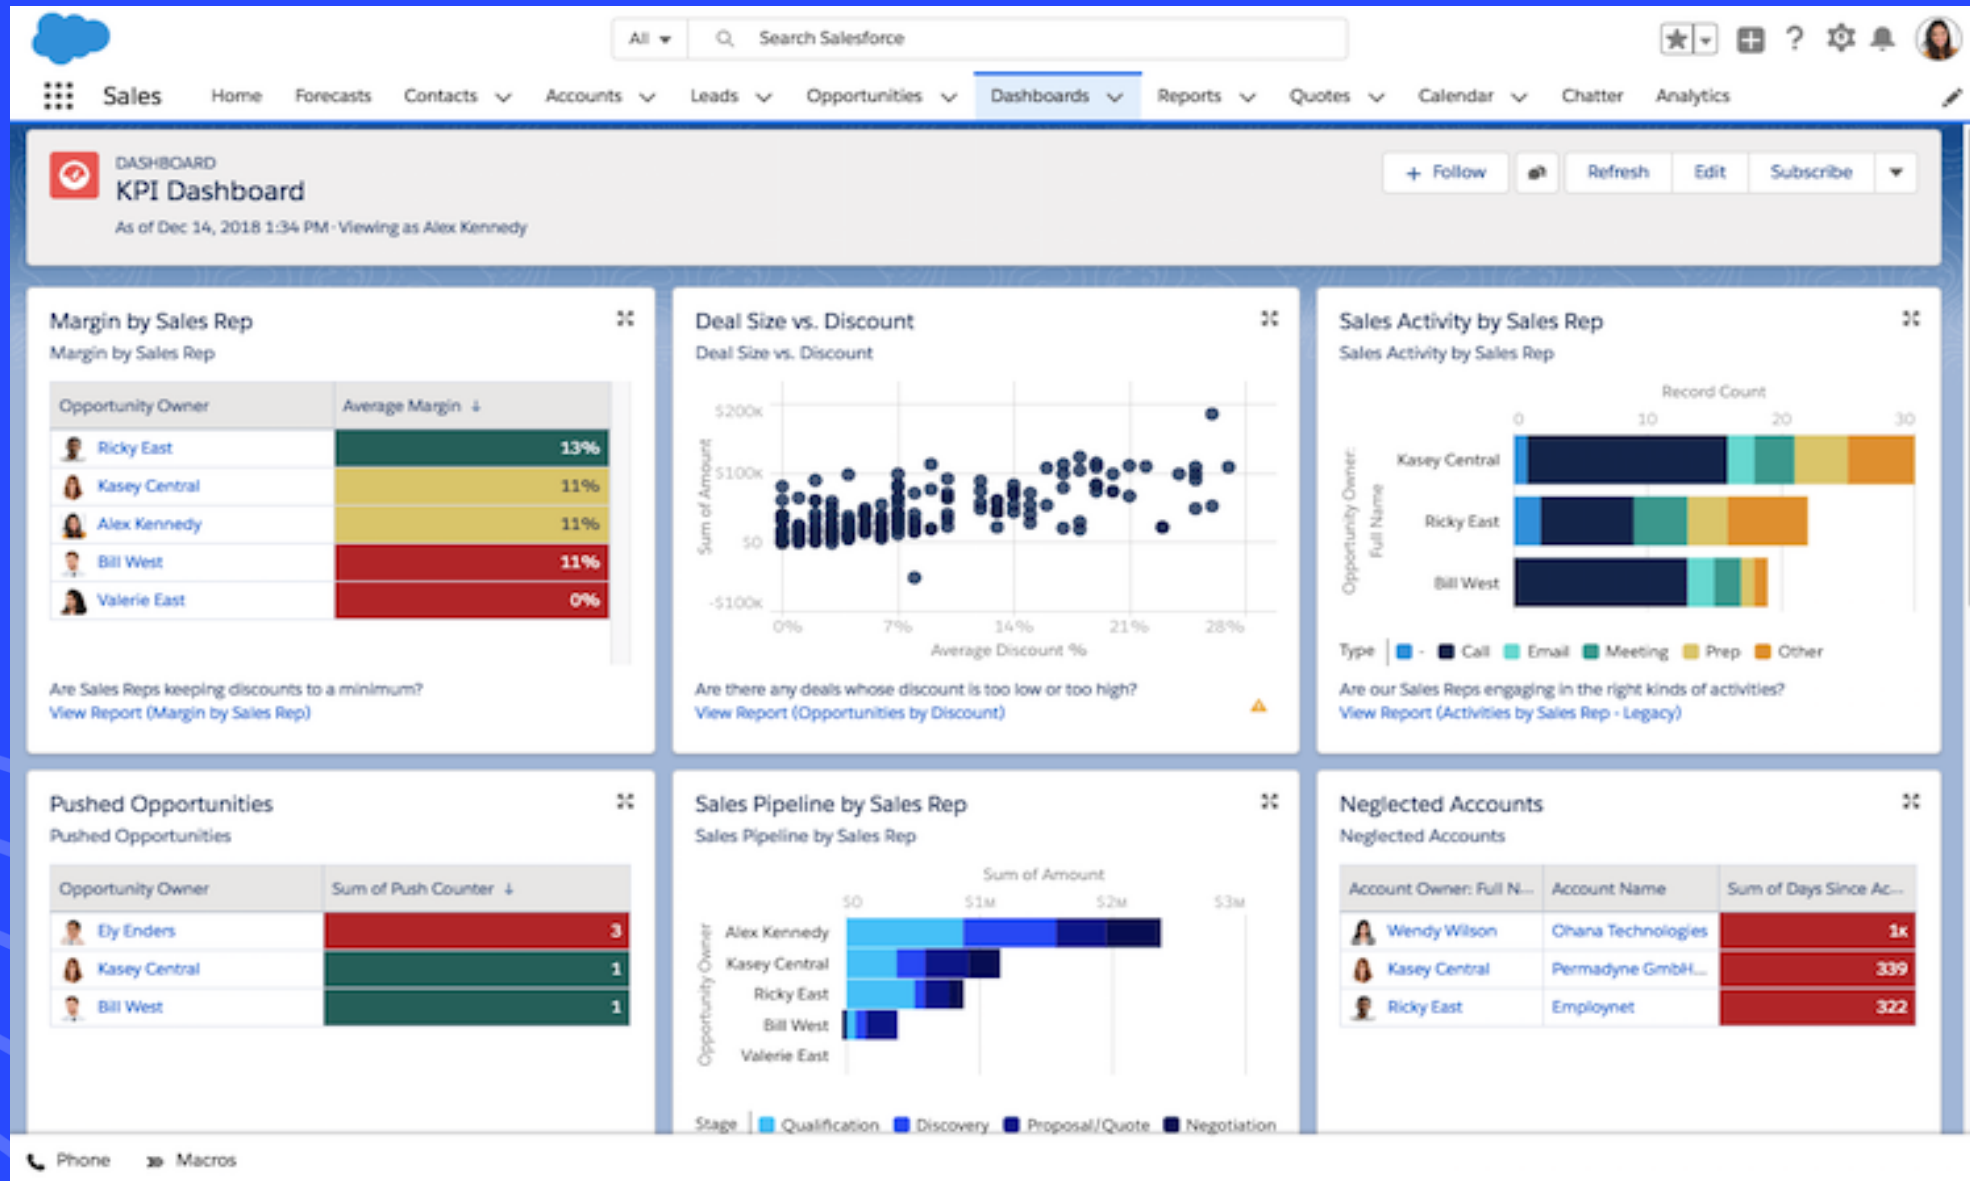 All
Search Salesforce
Sales Home Forecasts Contacts Accounts Leads Opportunities Dashboards Reports Quotes Calendar Chatter Analytics
DASHBOARD
KPI Dashboard
As of Dec 14, 2018 1:34 PM·Viewing as Alex Kennedy
+ Follow Refresh Edit Subscribe
Margin by Sales Rep
Margin by Sales Rep
Opportunity Owner Average Margin ↓
Ricky East 13%
Kasey Central 11%
Alex Kennedy 11%
Bill West 11%
Valerie East 0%
Are Sales Reps keeping discounts to a minimum?
View Report (Margin by Sales Rep)
Deal Size vs. Discount
Deal Size vs. Discount
Sum of Amount
$200K
$100K
$0
-$100K
0% 7% 14% 21% 28%
Average Discount %
Are there any deals whose discount is too low or too high?
View Report (Opportunities by Discount)
Sales Activity by Sales Rep
Sales Activity by Sales Rep
Record Count
0 10 20 30
Opportunity Owner:
Full Name
Kasey Central
Ricky East
Bill West
Type - Call Email Meeting Prep Other
Are our Sales Reps engaging in the right kinds of activities?
View Report (Activities by Sales Rep - Legacy)
Pushed Opportunities
Pushed Opportunities
Opportunity Owner Sum of Push Counter ↓
Ely Enders 3
Kasey Central 1
Bill West 1
Sales Pipeline by Sales Rep
Sales Pipeline by Sales Rep
Sum of Amount
$0 $1M $2M $3M
Opportunity Owner
Alex Kennedy
Kasey Central
Ricky East
Bill West
Valerie East
Stage Qualification Discovery Proposal/Quote Negotiation
Neglected Accounts
Neglected Accounts
Account Owner: Full N... Account Name Sum of Days Since Ac...
Wendy Wilson Ohana Technologies 1K
Kasey Central Permadyne GmbH... 339
Ricky East Employnet 322
Phone Macros